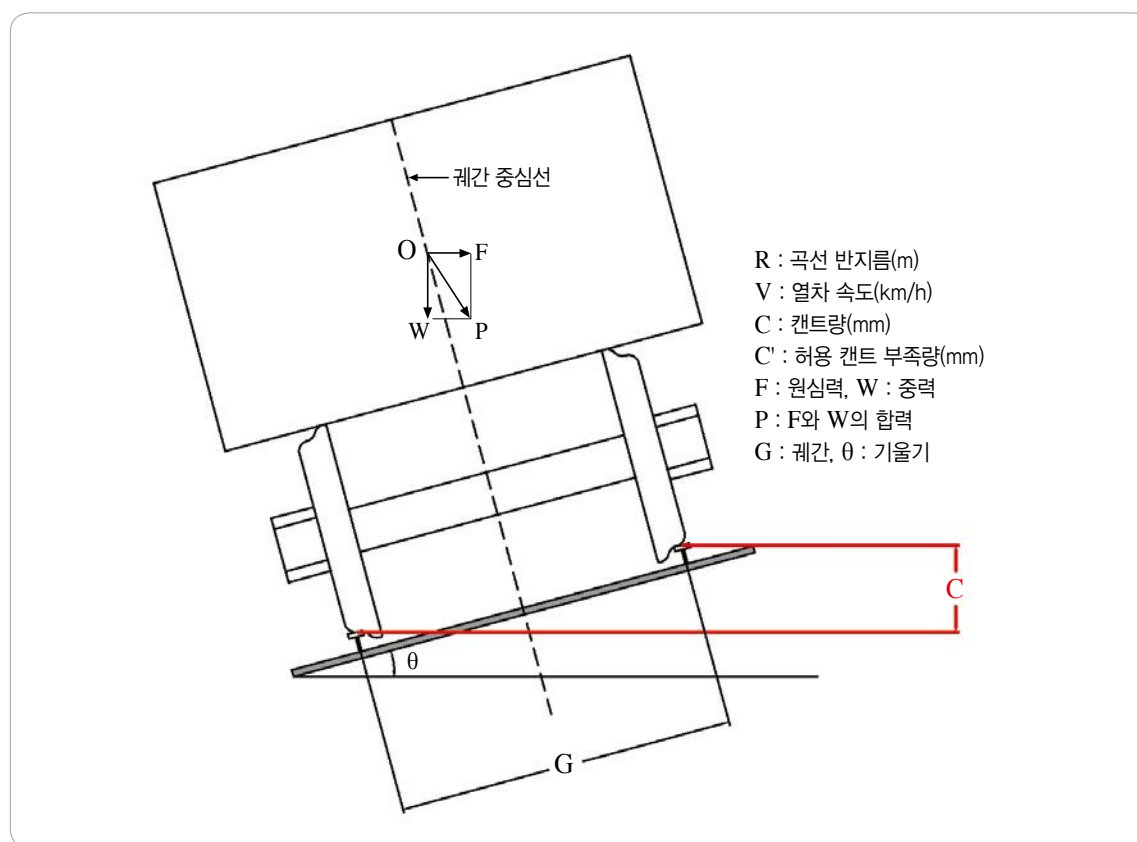 궤간 중심선
O
F
W
P
R : 곡선 반지름(m)
V : 열차 속도(km/h)
C : 캔트량(mm)
C' : 허용 캔트 부족량(mm)
F : 원심력, W : 중력
P : F와 W의 합력
G : 궤간, θ : 기울기
C
θ
G